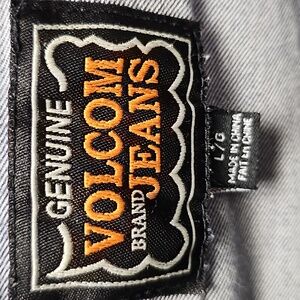 GENUINE
VOLCOM
BRAND JEANS
L/G
MADE IN CHINA
FAIT EN CHINE